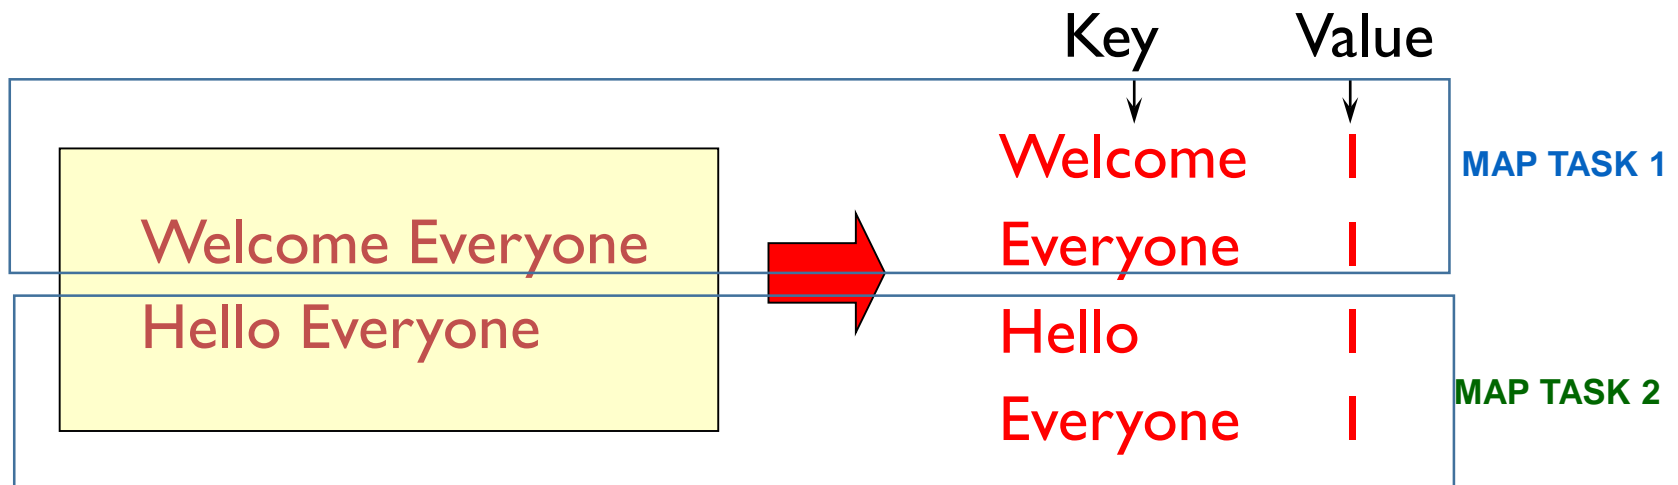 Key Value
Welcome 1 MAP TASK 1
Welcome Everyone Everyone 1
Hello Everyone Hello 1
Everyone 1 MAP TASK 2